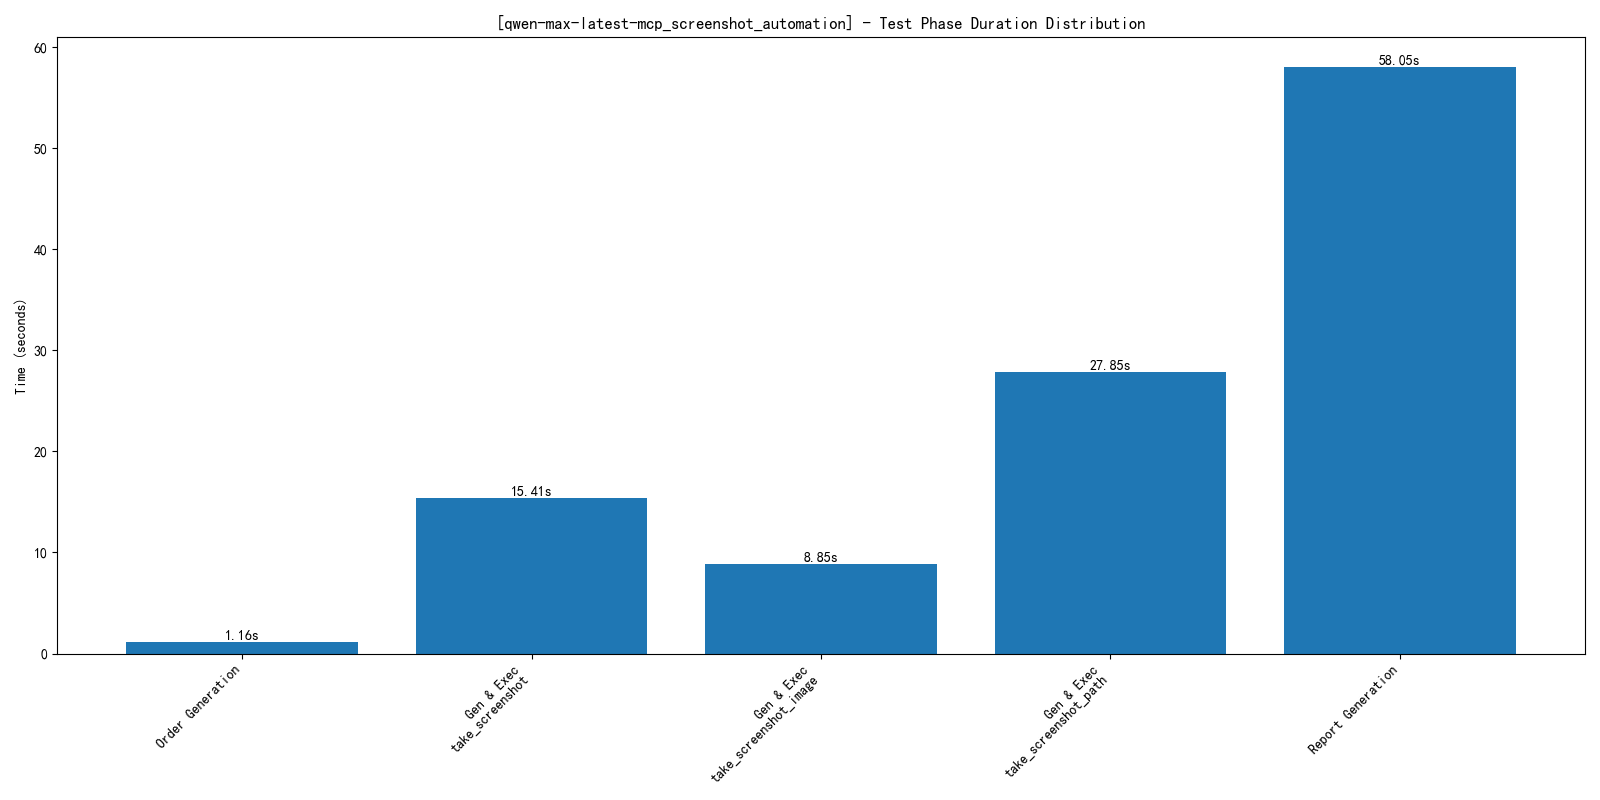 [qwen-max-latest-mcp_screenshot_automation] - Test Phase Duration Distribution
Time (seconds)
60
50
40
30
20
10
0
1.16s
15.41s
8.85s
27.85s
58.05s
Order Generation
Gen & Exec
take_screenshot
Gen & Exec
take_screenshot_image
Gen & Exec
take_screenshot_path
Report Generation